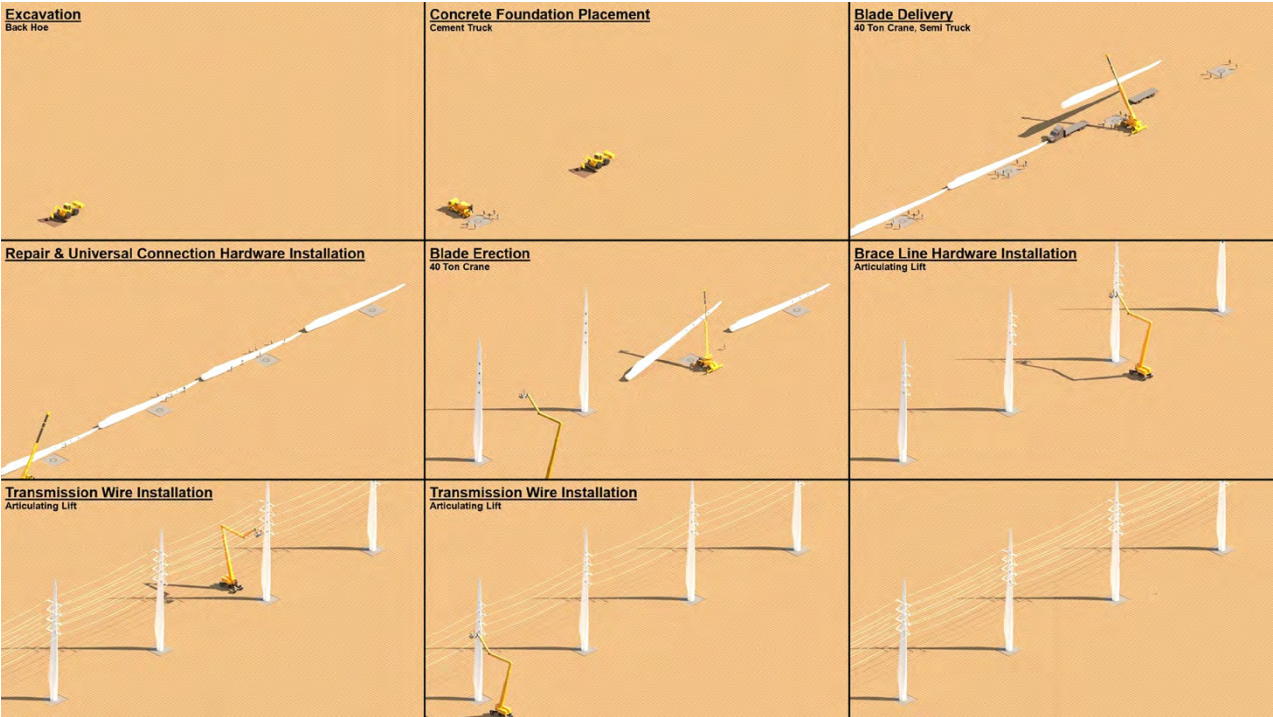 Excavation
Back Hoe
Concrete Foundation Placement
Cement Truck
Blade Delivery
40 Ton Crane, Semi Truck
Repair & Universal Connection Hardware Installation
Blade Erection
40 Ton Crane
Brace Line Hardware Installation
Articulating Lift
Transmission Wire Installation
Articulating Lift
Transmission Wire Installation
Articulating Lift